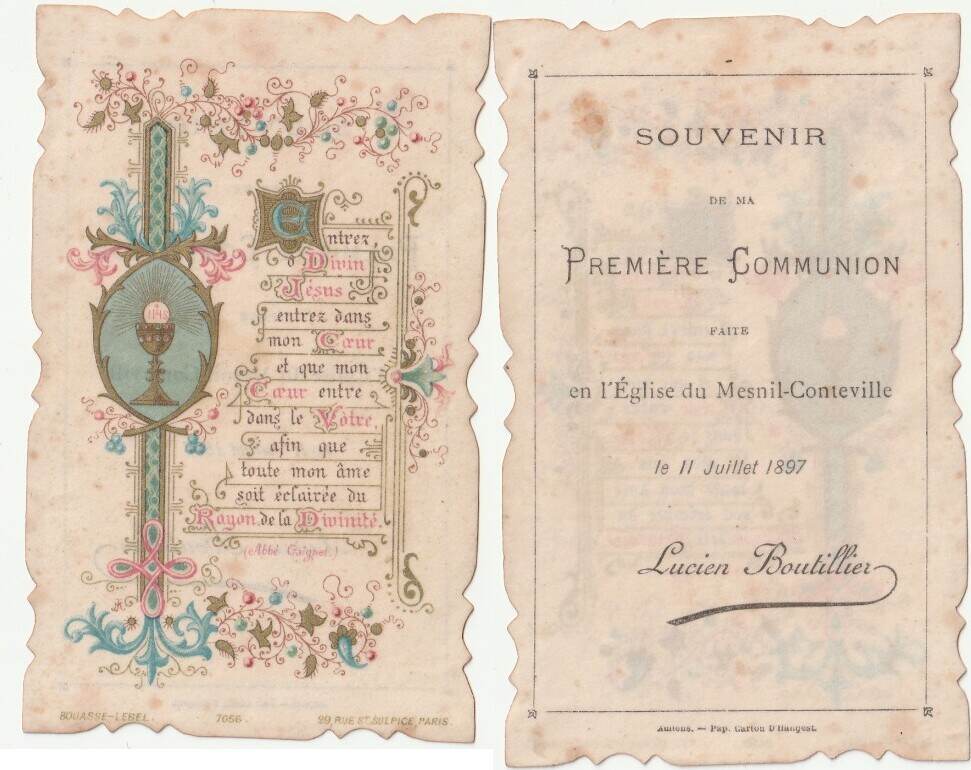 Entrez,
ô Divin
Jésus
entrez dans
mon Cœur
et que mon
Cœur entre
dans le Vôtre,
afin que
toute mon âme
soit éclairée du
Rayon de la Divinité.
(Abbé Gaignet.)
BOUASSE-LEBEL. 7056. 29, RUE ST SULPICE, PARIS.
IHS
SOUVENIR
DE MA
PREMIÈRE COMMUNION
FAITE
en l'Église du Mesnil-Conteville
le 11 Juillet 1897
Lucien Boutillier
Amiens. — Pap. Carton D'Hangest.